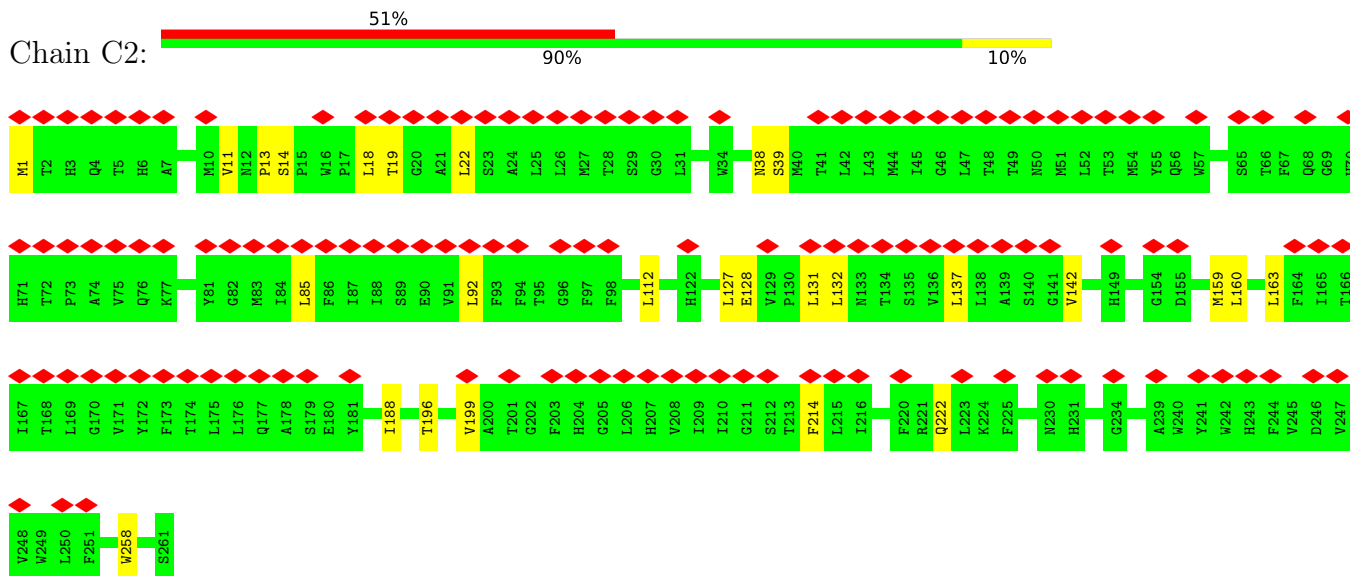 51%
Chain C2:
90% 10%
M1 T2 H3 Q4 T5 H6 A7 M10 V11 N12 P13 S14 P15 W16 P17 L18 T19 G20 A21 L22 S23 A24 L25 L26 M27 T28 S29 G30 L31 W34 N38 S39 M40 T41 L42 L43 M44 I45 G46 L47 T48 T49 N50 M51 L52 T53 M54 Y55 Q56 W57 S65 T66 F67 Q68 G69
H71 T72 P73 A74 V75 Q76 K77 Y81 G82 M83 I84 L85 F86 I87 I88 S89 E90 V91 L92 F93 F94 T95 G96 F97 F98 L112 H122 L127 E128 V129 P130 L131 L132 N133 T134 S135 V136 L137 L138 A139 S140 G141 V142 H149 G154 D155 M159 L160 L163 F164 I165 T166
I167 T168 L169 G170 V171 Y172 F173 T174 L175 L176 Q177 A178 S179 E180 Y181 I188 T196 V199 A200 T201 G202 F203 H204 G205 L206 H207 V208 I209 I210 G211 S212 T213 F214 L215 I216 F220 R221 Q222 L223 K224 F225 N230 H231 G234 A239 W240 Y241 W242 H243 F244 V245 D246 V247
V248 W249 L250 F251 W258 S261